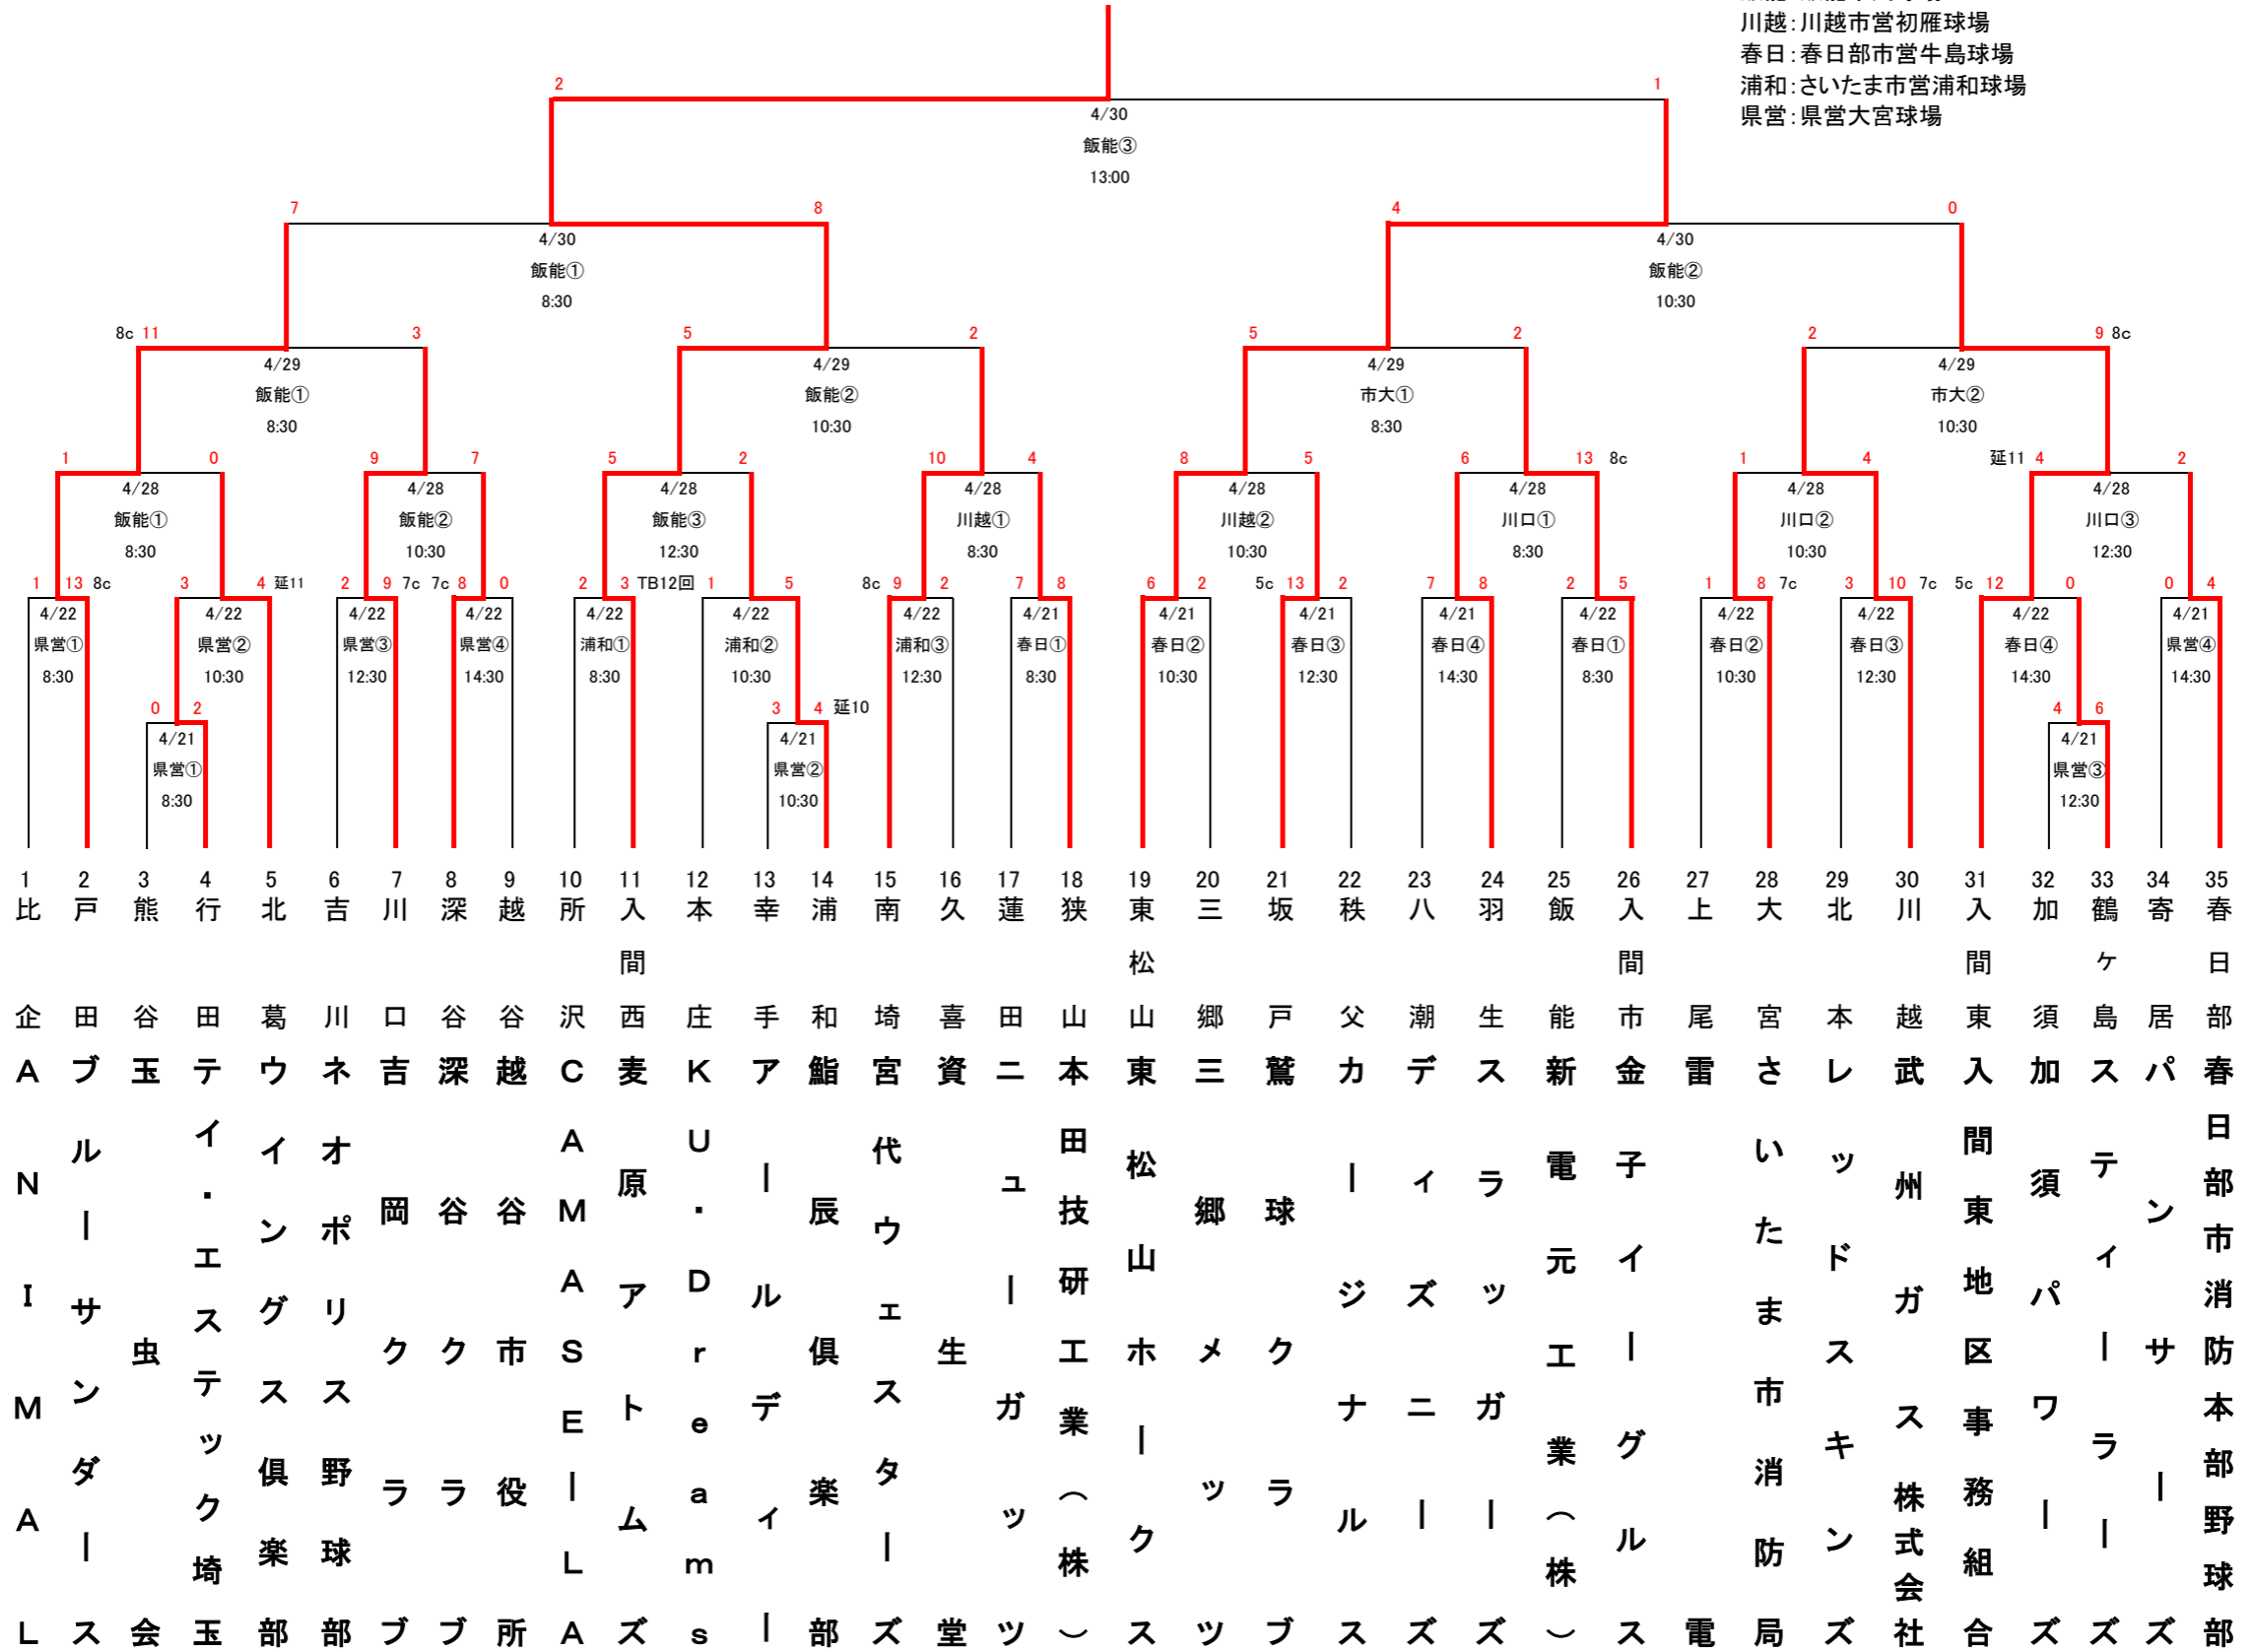 川越：川越市営初雁球場
春日：春日部市営牛島球場
浦和：さいたま市営浦和球場
県営：県営大宮球場
2 1
4/30
飯能③
13:00
7 8 4 0
4/30 4/30
飯能① 飯能②
8:30 10:30
8c 11 3 5 2 5 2 2 9 8c
4/29 4/29 4/29 4/29
飯能① 飯能② 市大① 市大②
8:30 10:30 8:30 10:30
1 0 9 7 5 2 10 4 8 5 6 13 8c 1 4 延11 4 2
4/28 4/28 4/28 4/28 4/28 4/28 4/28 4/28
飯能① 飯能② 飯能③ 川越① 川越② 川口① 川口② 川口③
8:30 10:30 12:30 8:30 10:30 8:30 10:30 12:30
1 13 8c 3 4 延11 2 9 7c 7c 8 0 2 3 TB12回 1 5 8c 9 2 7 8 6 2 5c 13 2 7 8 2 5 1 8 7c 3 10 7c 5c 12 0 0 4
4/22 4/22 4/22 4/22 4/22 4/22 4/22 4/21 4/21 4/21 4/21 4/22 4/22 4/22 4/22 4/21
県営① 県営② 県営③ 県営④ 浦和① 浦和② 浦和③ 春日① 春日② 春日③ 春日④ 春日① 春日② 春日③ 春日④ 県営④
8:30 10:30 12:30 14:30 8:30 10:30 12:30 8:30 10:30 12:30 14:30 8:30 10:30 12:30 14:30 14:30
0 2 3 4 延10 4 6
4/21 4/21 4/21
県営① 県営② 県営③
8:30 10:30 12:30
1 比企 ANIMAL
2 戸田 ブルーサンダース
3 熊谷 玉虫会
4 行田 ティ・エステック埼玉
5 北葛 ウイングス倶楽部
6 吉川 ネオポリス野球部
7 川口 吉岡クラブ
8 深谷 深谷クラブ
9 越谷 越谷市役所
10 所沢 CAMASE－LA
11 入間西 麦原アトムズ
12 本庄 KU・Dreams
13 幸手 アールディー
14 浦和 鮨辰倶楽部
15 南埼 宮代ウェスターズ
16 久喜 資生堂
17 蓮田 ニューガッツ
18 狭山 本田技研工業（株）
19 東松山 東松山ホークス
20 三郷 三郷メッツ
21 坂戸 鷲球クラブ
22 秩父 カージナルス
23 八潮 ディズニーズ
24 羽生 スラッガーズ
25 飯能 新電元工業（株）
26 入間市 金子イーグルス
27 上尾 雷電
28 大宮 さいたま市消防局
29 北本 レッドスキンズ
30 川越 武州ガス株式会社
31 入間東 入間東地区事務組合
32 加須 加須パワーズ
33 鶴ヶ島 スティーラーズ
34 寄居 パンサーズ
35 春日部 春日部市消防本部野球部